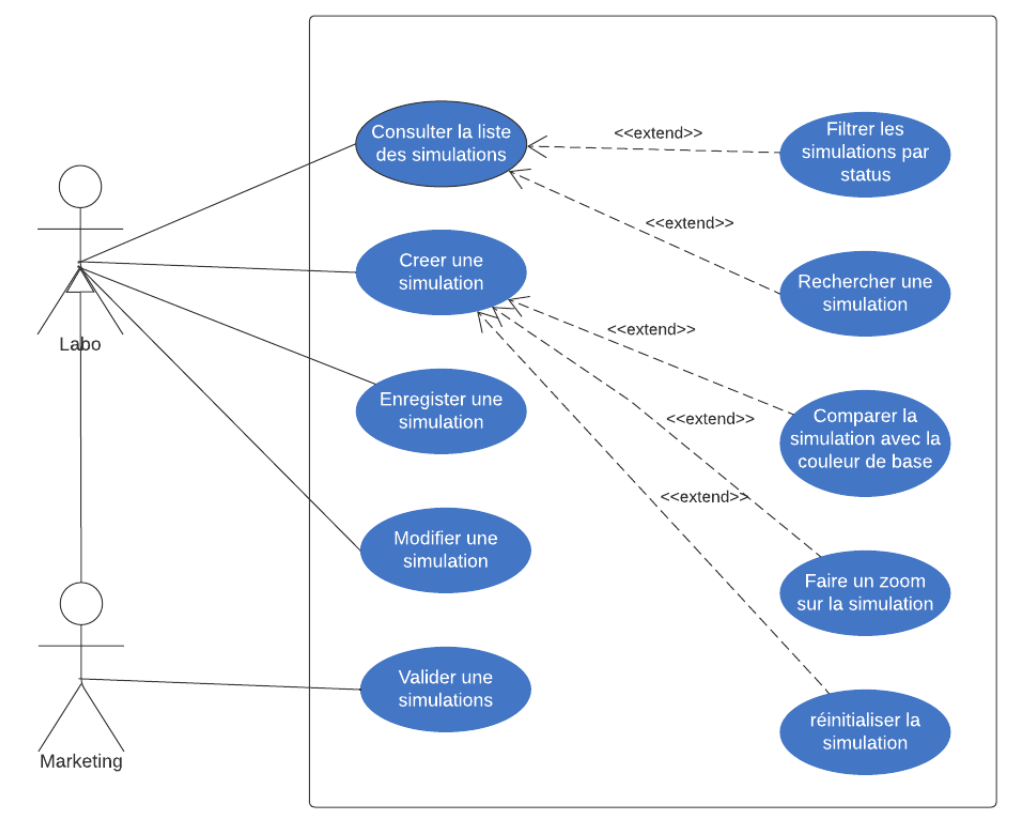 Consulter la liste
des simulations
<<extend>>
Filtrer les
simulations par
status
<<extend>>
Creer une
simulation
Rechercher une
simulation
Labo
<<extend>>
Enregister une
simulation
<<extend>>
Comparer la
simulation avec la
couleur de base
<<extend>>
Modifier une
simulation
Faire un zoom
sur la simulation
Valider une
simulations
réinitialiser la
simulation
Marketing